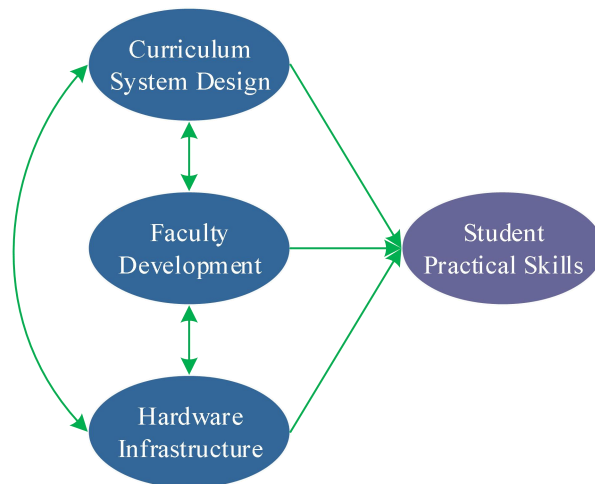 Curriculum
System Design
Faculty
Development
Student
Practical Skills
Hardware
Infrastructure